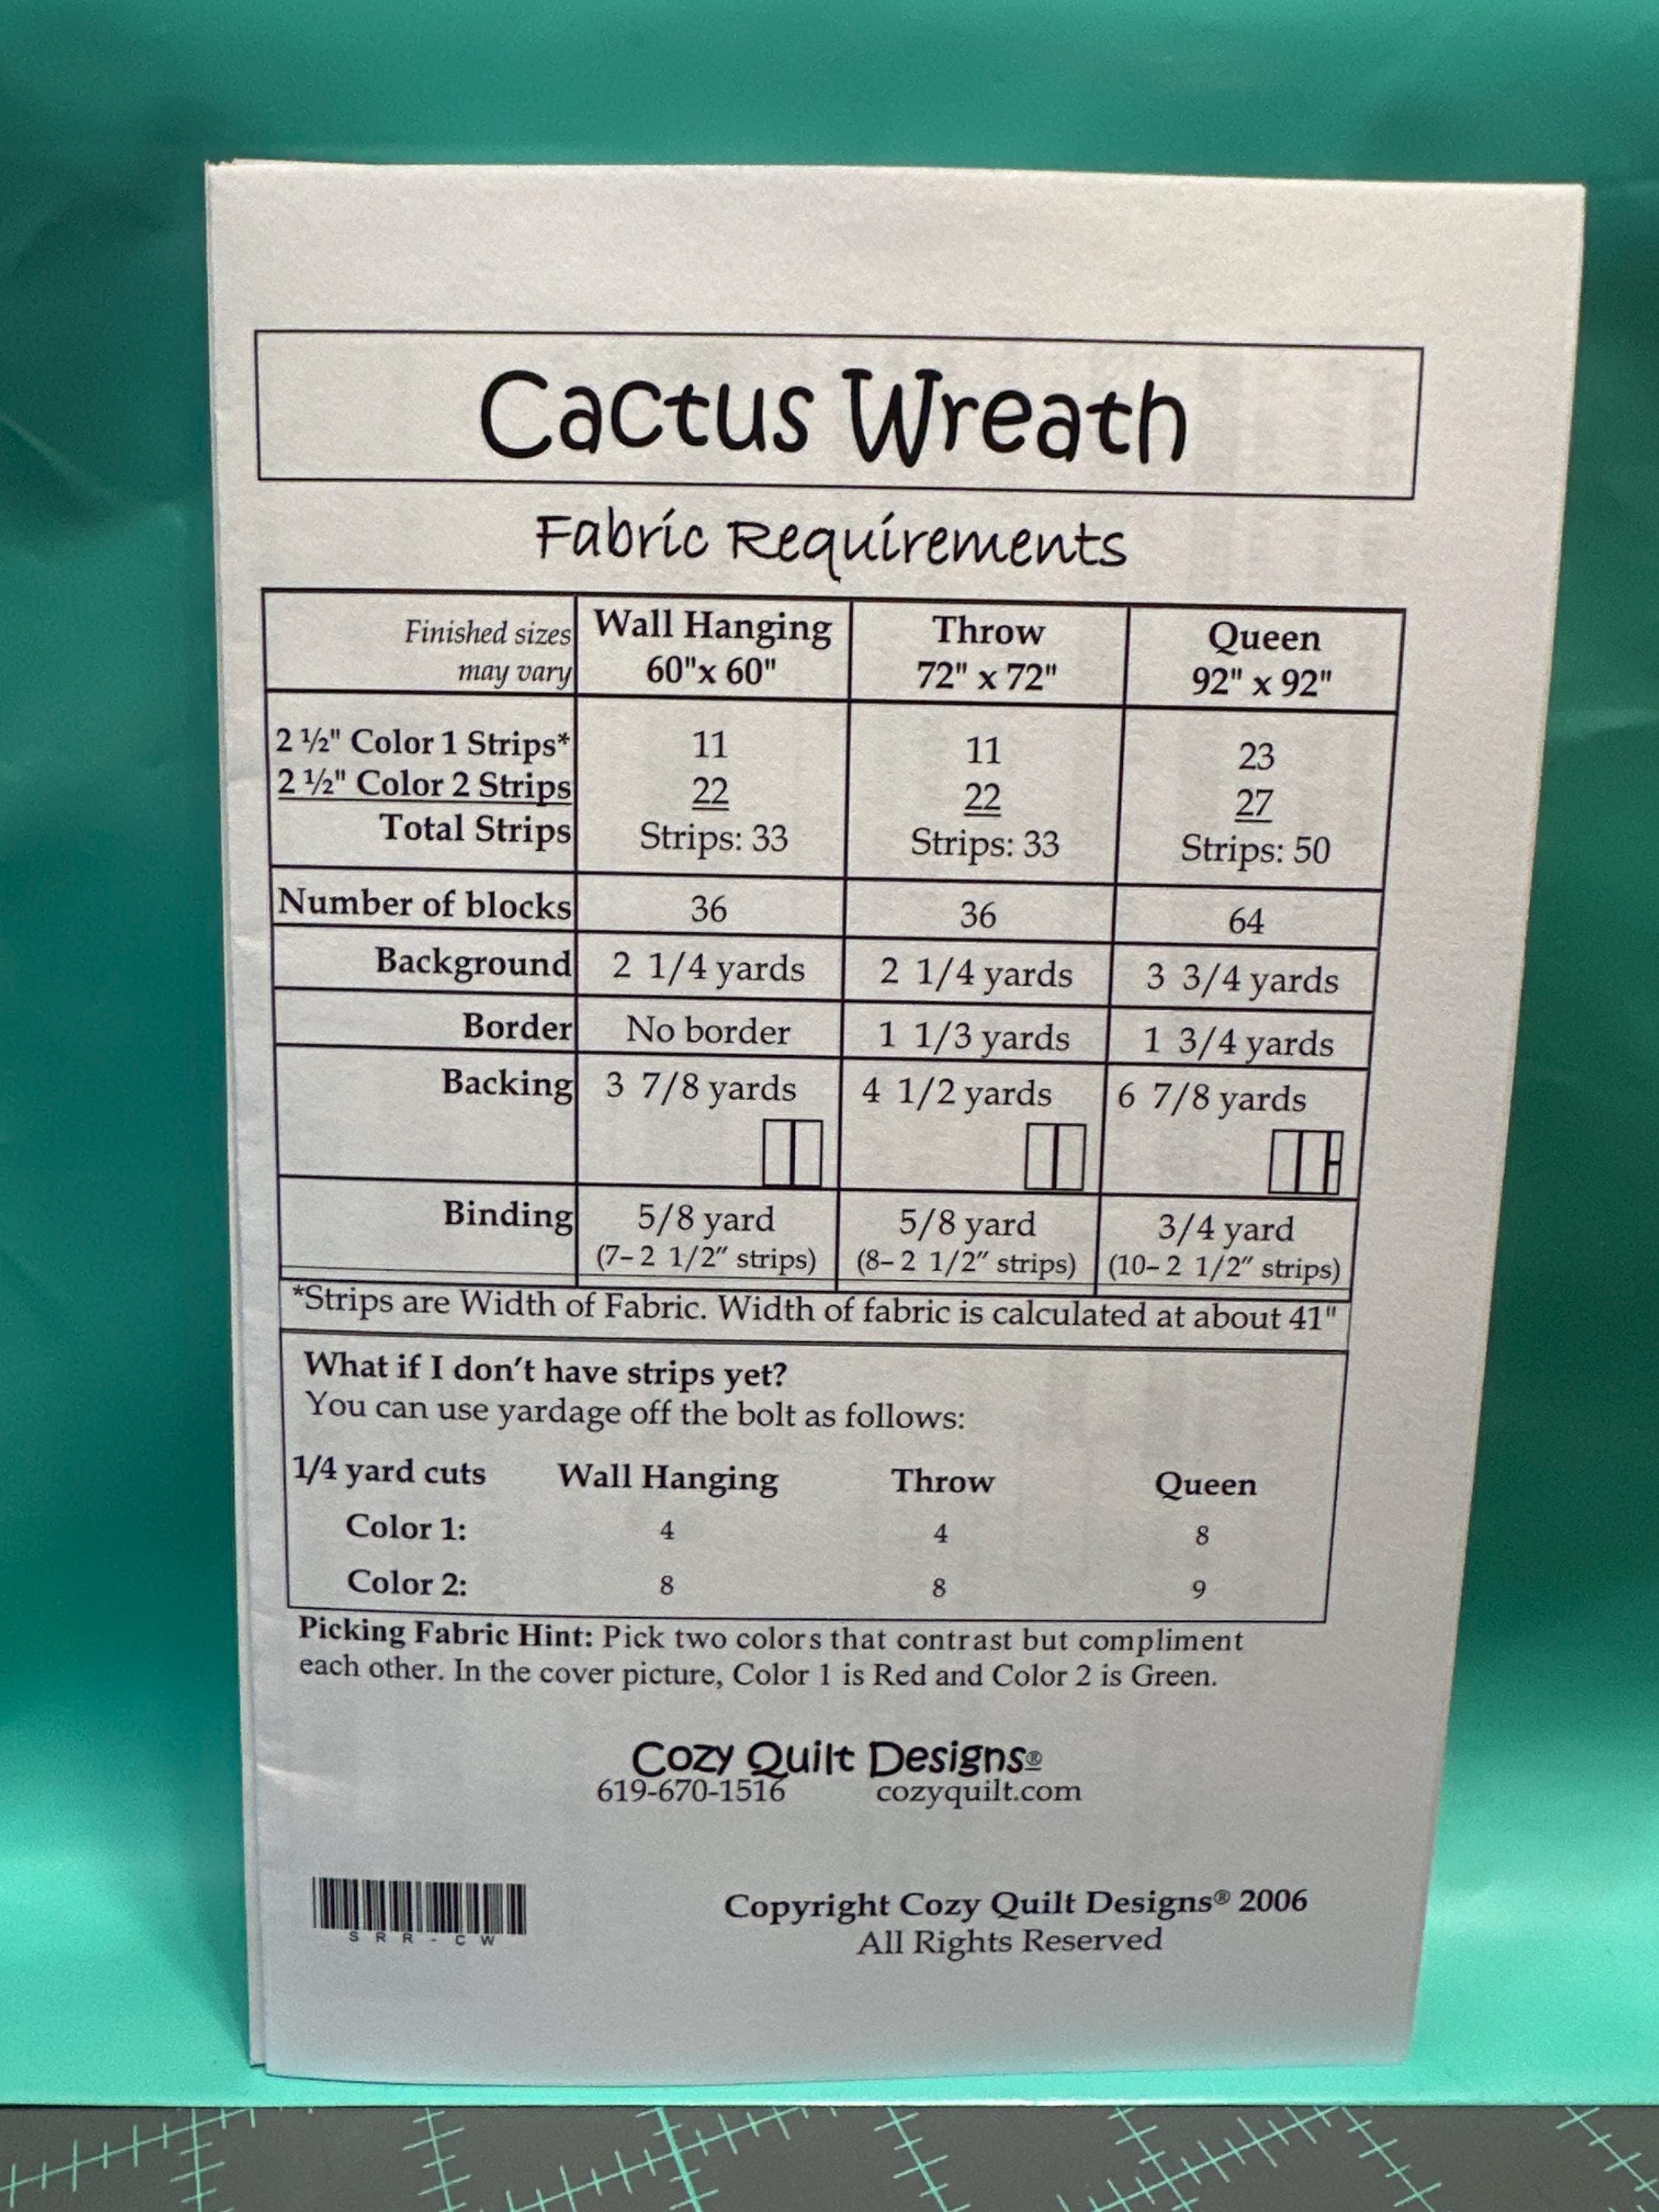 Cactus Wreath
Fabric Requirements
Finished sizes may vary Wall Hanging 60"x 60" Throw 72" x 72" Queen 92" x 92"
2 ½" Color 1 Strips* 11 11 23
2 ½" Color 2 Strips 22 22 27
Total Strips Strips: 33 Strips: 33 Strips: 50
Number of blocks 36 36 64
Background 2 1/4 yards 2 1/4 yards 3 3/4 yards
Border No border 1 1/3 yards 1 3/4 yards
Backing 3 7/8 yards 4 1/2 yards 6 7/8 yards
Binding 5/8 yard 5/8 yard 3/4 yard
(7– 2 1/2" strips) (8– 2 1/2" strips) (10– 2 1/2" strips)
*Strips are Width of Fabric. Width of fabric is calculated at about 41"
What if I don't have strips yet?
You can use yardage off the bolt as follows:
1/4 yard cuts Wall Hanging Throw Queen
Color 1: 4 4 8
Color 2: 8 8 9
Picking Fabric Hint: Pick two colors that contrast but compliment
each other. In the cover picture, Color 1 is Red and Color 2 is Green.
Cozy Quilt Designs®
619-670-1516 cozyquilt.com
SRR-CW
Copyright Cozy Quilt Designs® 2006
All Rights Reserved